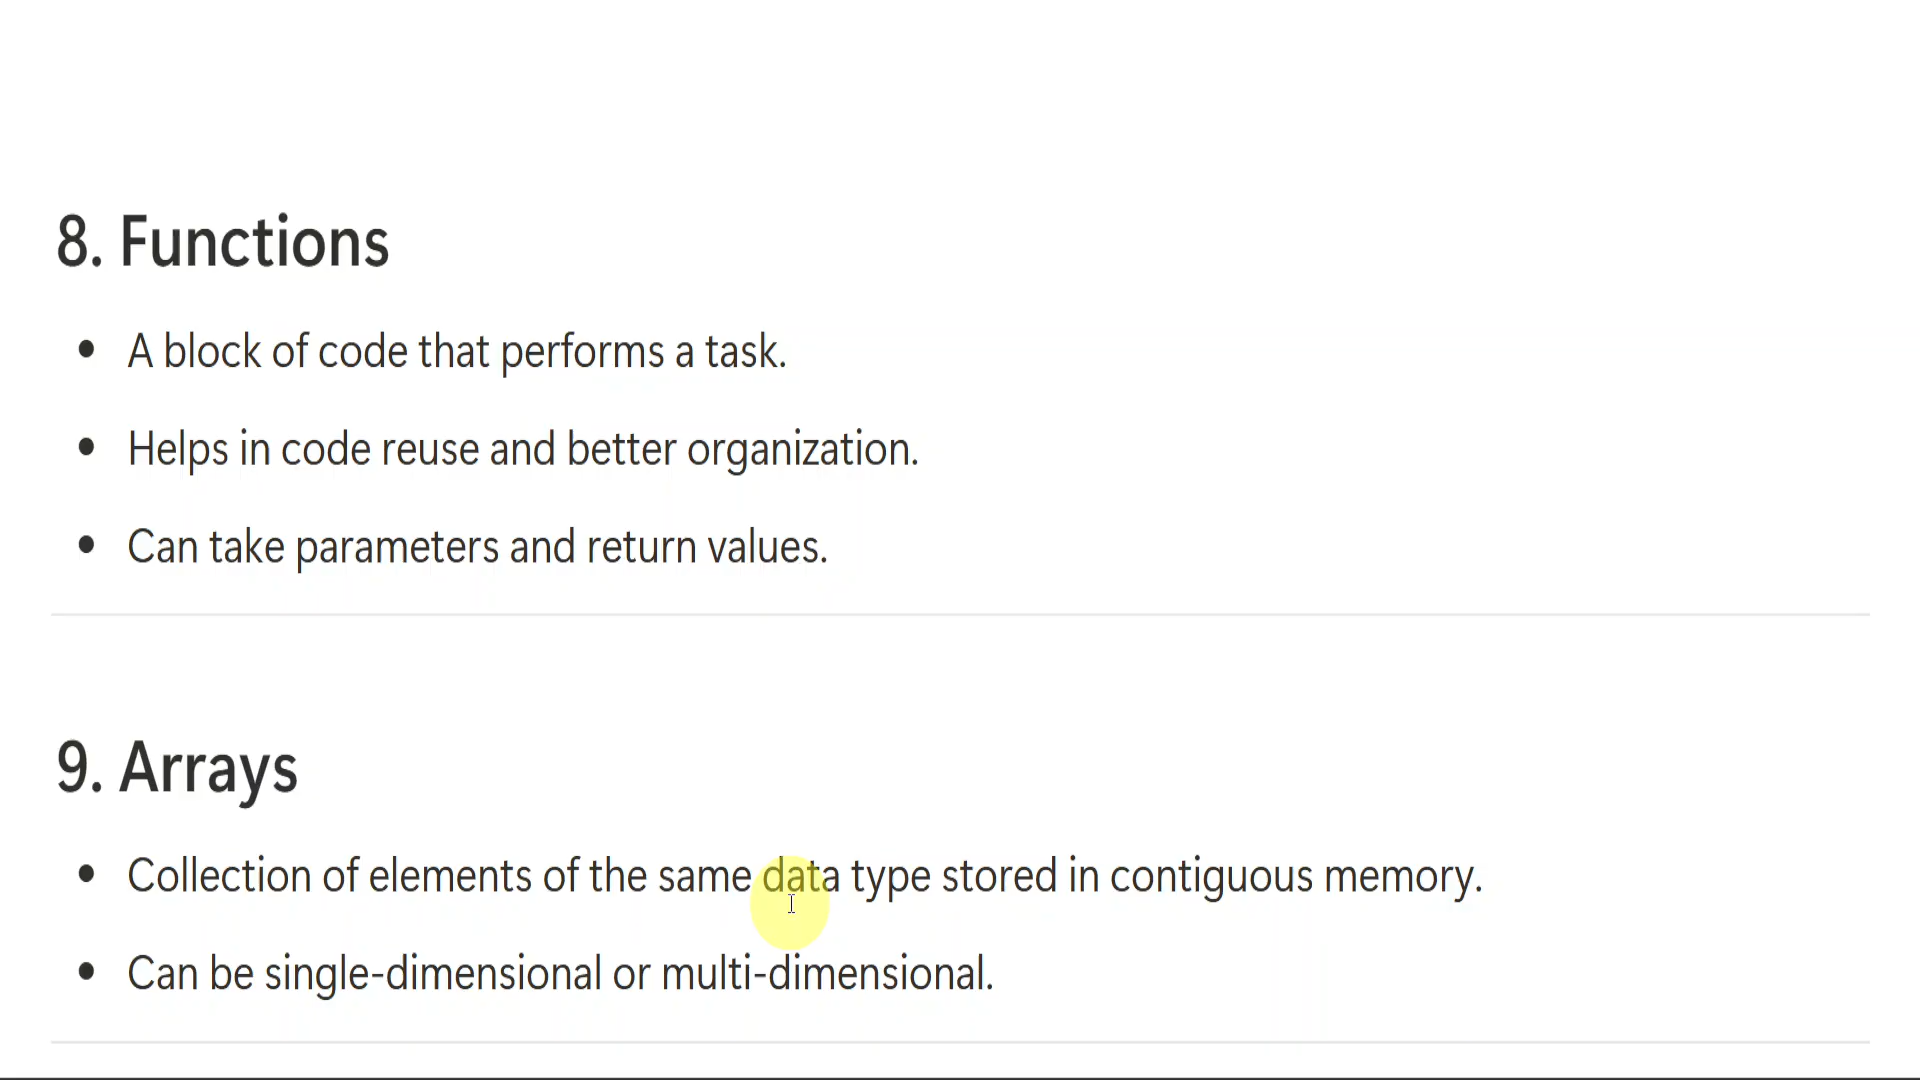 8. Functions
• A block of code that performs a task.
• Helps in code reuse and better organization.
• Can take parameters and return values.
9. Arrays
• Collection of elements of the same data type stored in contiguous memory.
• Can be single-dimensional or multi-dimensional.